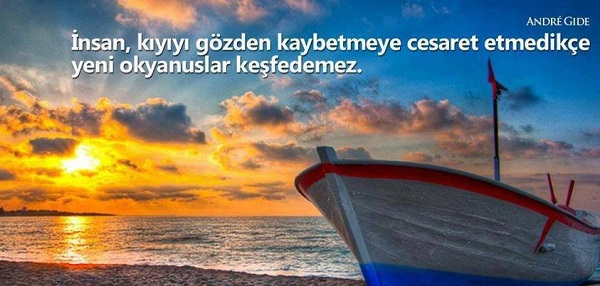 ANDRÉ GIDE
İnsan, kıyıyı gözden kaybetmeye cesaret etmedikçe
yeni okyanuslar keşfedemez.